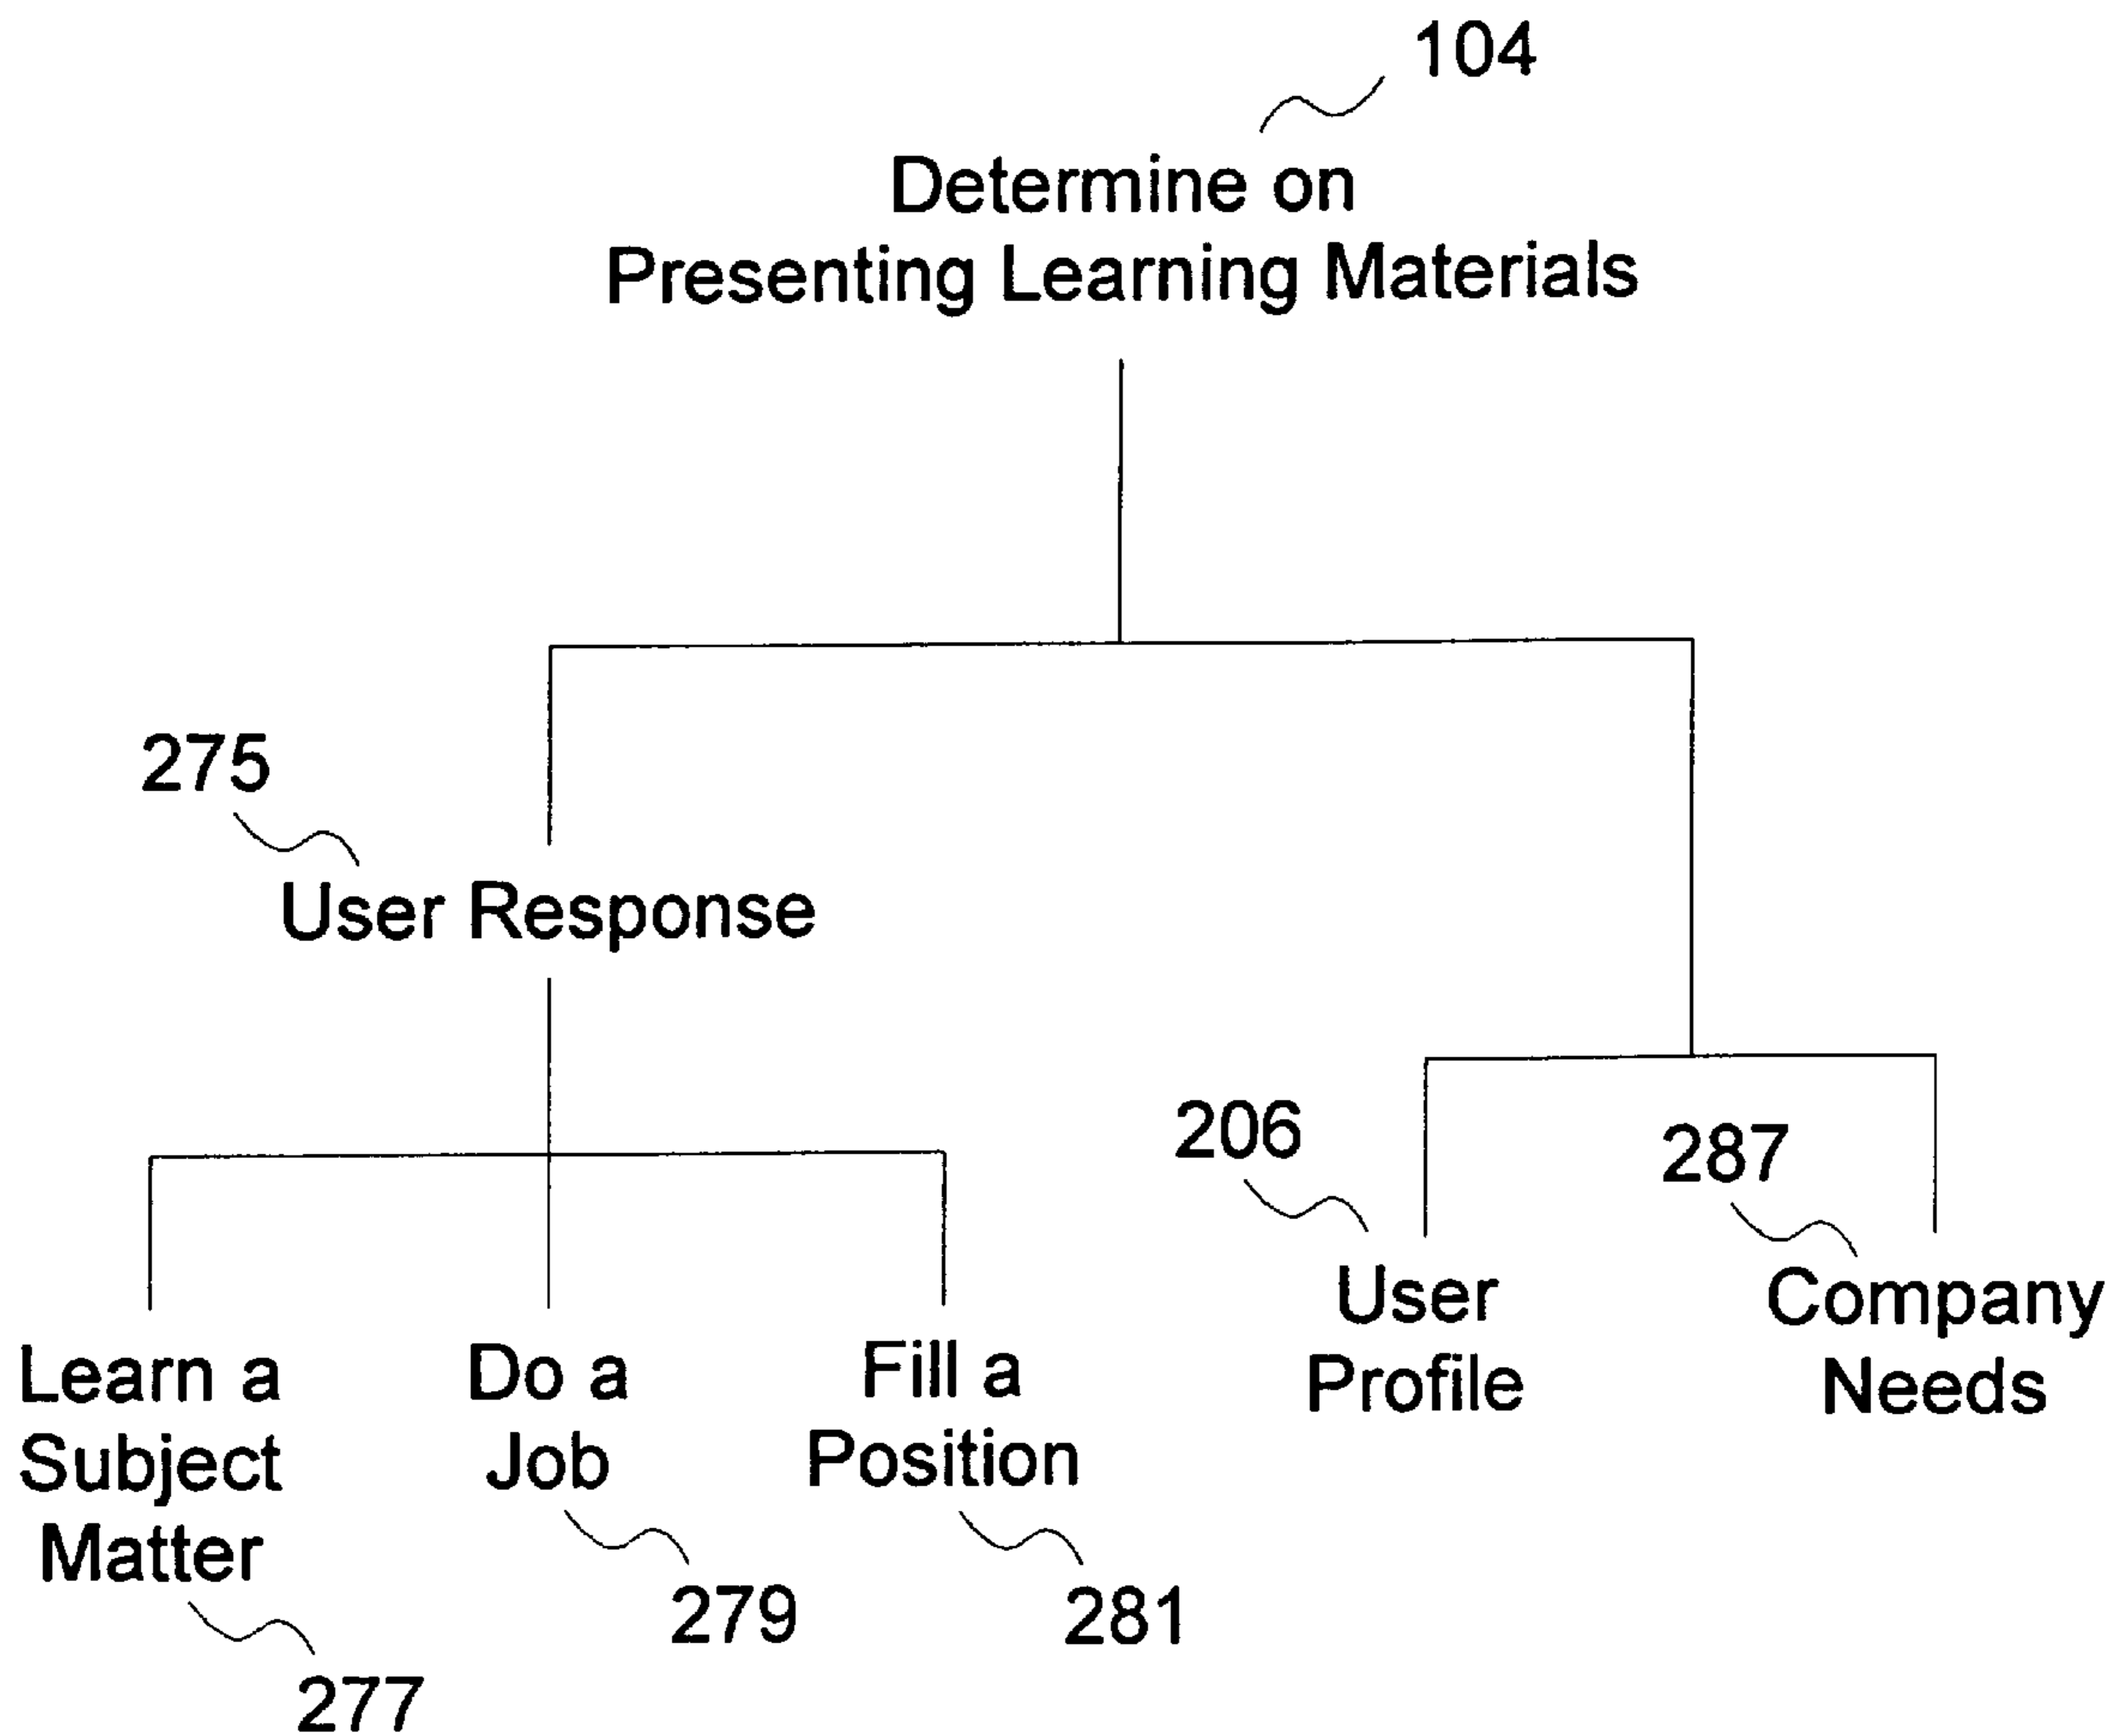 104
Determine on
Presenting Learning Materials
275
User Response
206
User
Profile
287
Company
Needs
Learn a
Subject
Matter
277
Do a
Job
279
Fill a
Position
281